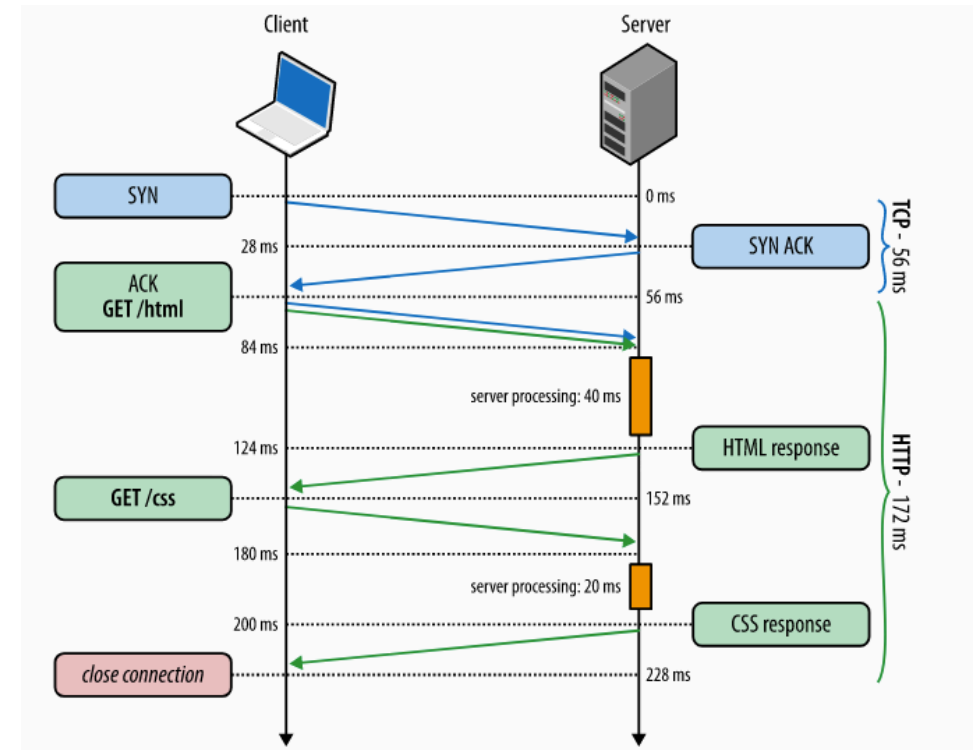 Client
Server
SYN
0 ms
28 ms
SYN ACK
TCP - 56 ms
ACK
GET /html
56 ms
84 ms
server processing: 40 ms
124 ms
HTML response
HTTP - 172 ms
GET /css
152 ms
180 ms
server processing: 20 ms
200 ms
CSS response
close connection
228 ms